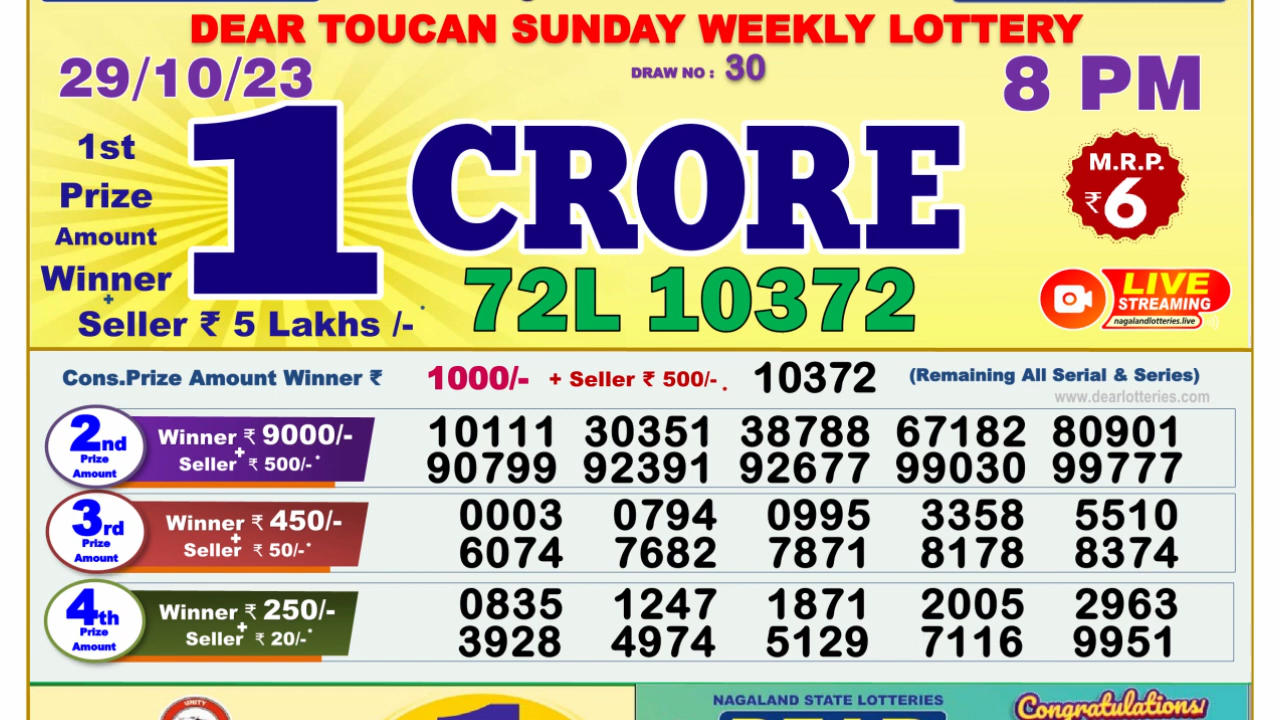 DEAR TOUCAN SUNDAY WEEKLY LOTTERY
29/10/23
DRAW NO : 30
8 PM
1st
Prize
Amount
Winner
+
Seller ₹ 5 Lakhs /-*
1 CRORE
72L 10372
M.R.P.
₹6
LIVE
STREAMING
nagalandlotteries.live
Cons.Prize Amount Winner ₹ 1000/- + Seller ₹ 500/-. 10372 (Remaining All Serial & Series)
www.dearlotteries.com
2nd
Prize
Amount
Winner ₹ 9000/-
+
Seller ₹ 500/-*
10111 30351 38788 67182 80901
90799 92391 92677 99030 99777
3rd
Prize
Amount
Winner ₹ 450/-
+
Seller ₹ 50/-*
0003 0794 0995 3358 5510
6074 7682 7871 8178 8374
4th
Prize
Amount
Winner ₹ 250/-
+
Seller ₹ 20/-*
0835 1247 1871 2005 2963
3928 4974 5129 7116 9951
UNITY
1
NAGALAND STATE LOTTERIES
DEAR
Congratulations!